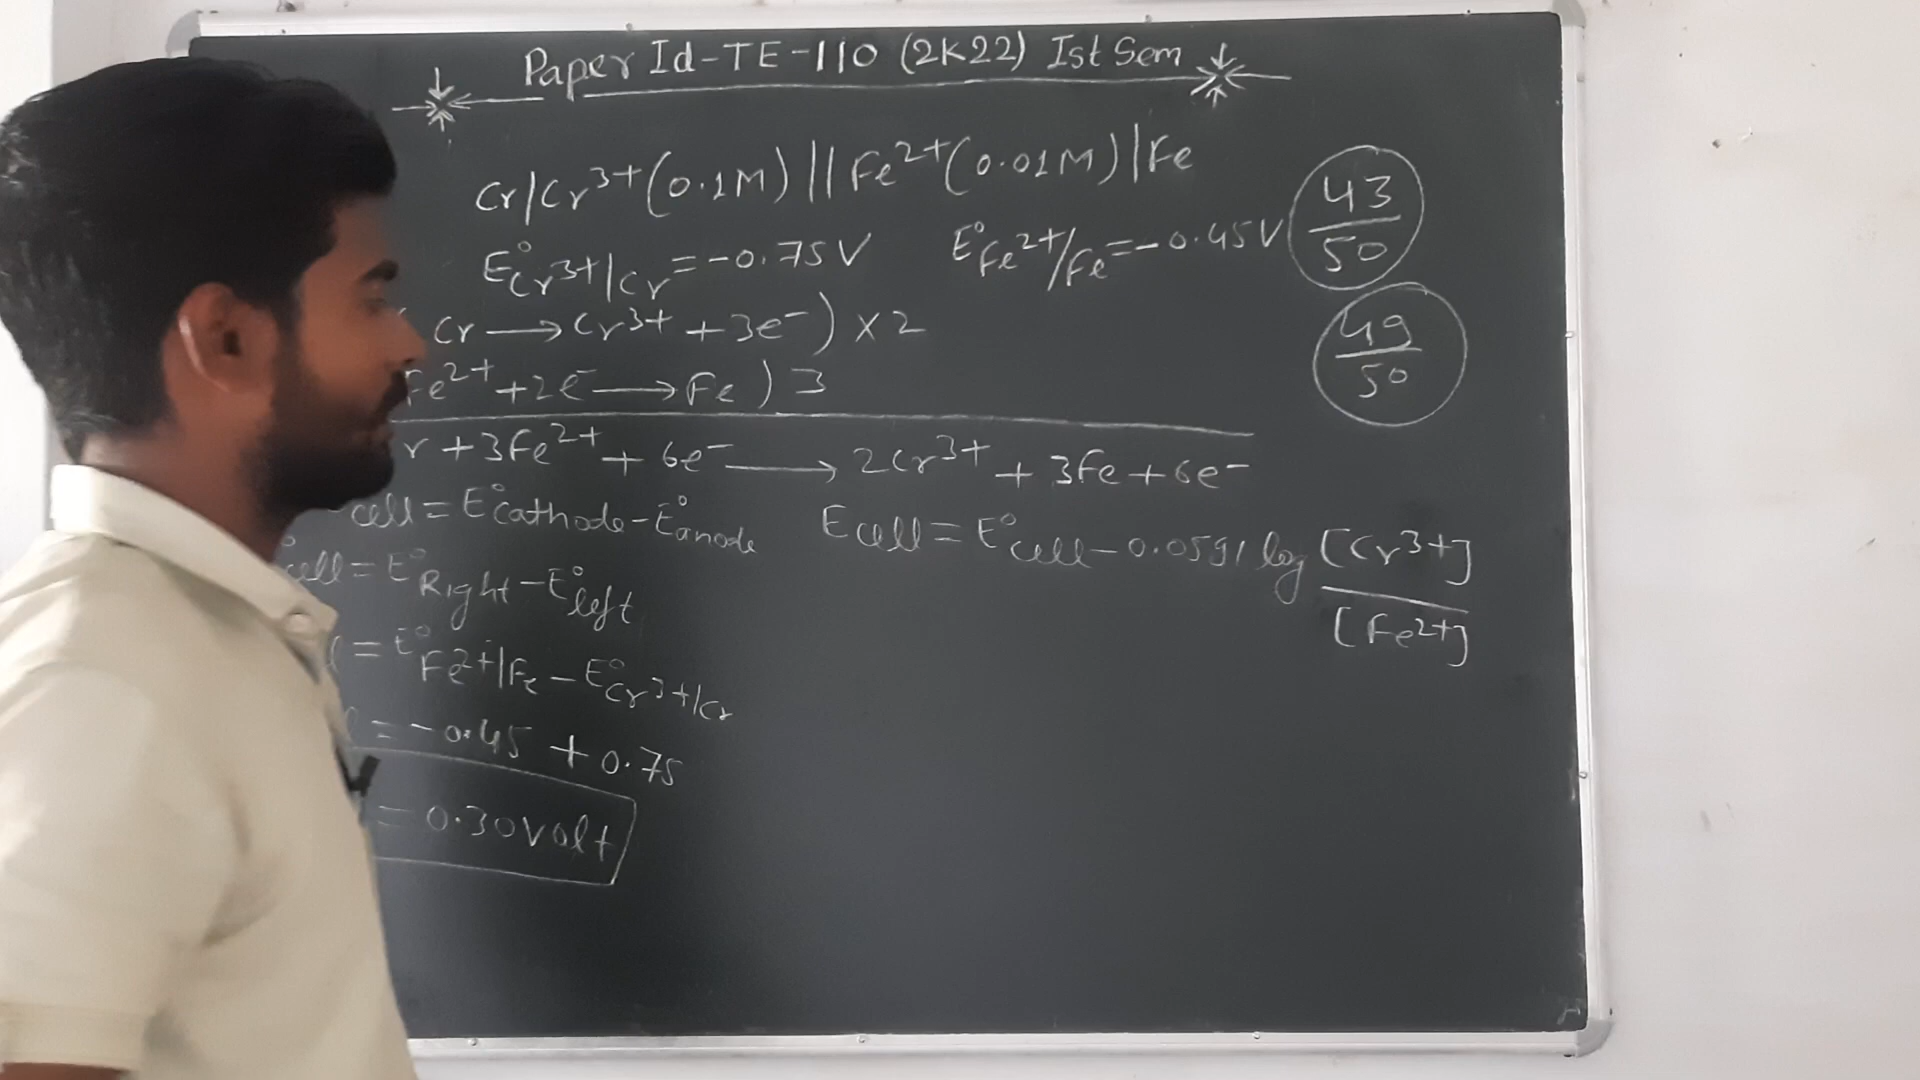 Paper Id-TE-110 (2K22) Ist Sem
Cr/Cr³⁺(0.1M)||Fe²⁺(0.01M)|Fe
E°Cr³⁺|Cr=-0.75V E°Fe²⁺/Fe=-0.45V
43/50
Cr→Cr³⁺+3e⁻)×2
49/50
Fe²⁺+2e⁻→Fe)3
r+3Fe²⁺+6e⁻→2Cr³⁺+3Fe+6e⁻
cell=E°Cathode-E°anode
°cell=E°Right-E°left
l=E°Fe²⁺|Fe-E°Cr³⁺|Cr
l=-0.45+0.75
=0.30volt
Ecell=E°cell-0.0591 log [Cr³⁺]/[Fe²⁺]